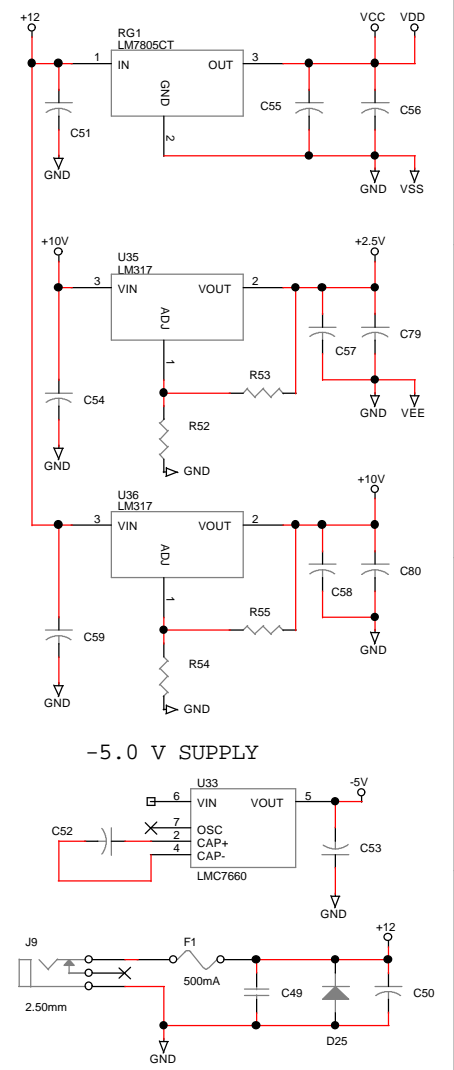 +12
RG1
LM7805CT
VCC
VDD
1
IN
OUT
3
GND
2
C51
C55
C56
GND
GND
VSS
+10V
U35
LM317
+2.5V
3
VIN
VOUT
2
ADJ
1
C57
C79
C54
R53
R52
GND
VEE
GND
GND
U36
LM317
+10V
3
VIN
VOUT
2
ADJ
1
C58
C80
C59
R55
R54
GND
GND
GND
-5.0 V SUPPLY
U33
-5V
6
VIN
VOUT
5
7
OSC
C52
2
CAP+
4
CAP-
C53
LMC7660
GND
+12
J9
F1
500mA
C49
C50
2.50mm
D25
GND